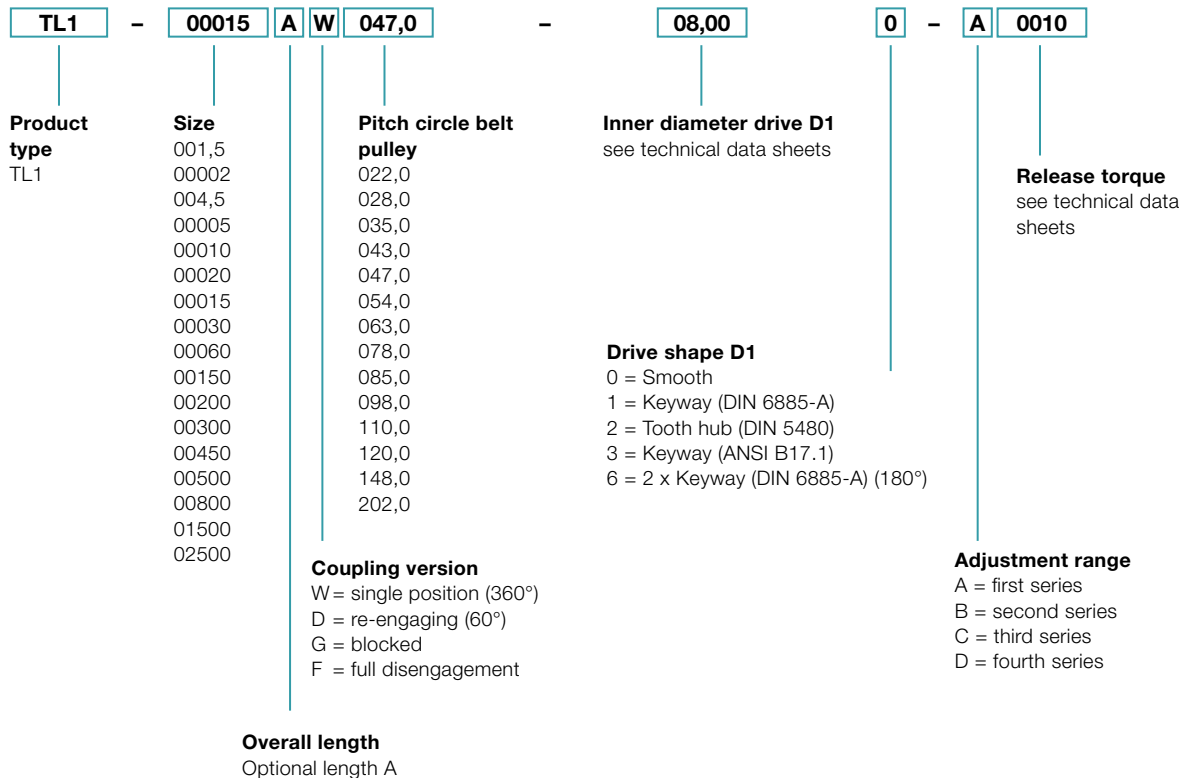 TL1 – 00015 A W 047,0 – 08,00 0 – A 0010
Product
type
TL1
Size
001,5
00002
004,5
00005
00010
00020
00015
00030
00060
00150
00200
00300
00450
00500
00800
01500
02500
Pitch circle belt
pulley
022,0
028,0
035,0
043,0
047,0
054,0
063,0
078,0
085,0
098,0
110,0
120,0
148,0
202,0
Inner diameter drive D1
see technical data sheets
Release torque
see technical data
sheets
Drive shape D1
0 = Smooth
1 = Keyway (DIN 6885-A)
2 = Tooth hub (DIN 5480)
3 = Keyway (ANSI B17.1)
6 = 2 x Keyway (DIN 6885-A) (180°)
Coupling version
W = single position (360°)
D = re-engaging (60°)
G = blocked
F = full disengagement
Adjustment range
A = first series
B = second series
C = third series
D = fourth series
Overall length
Optional length A